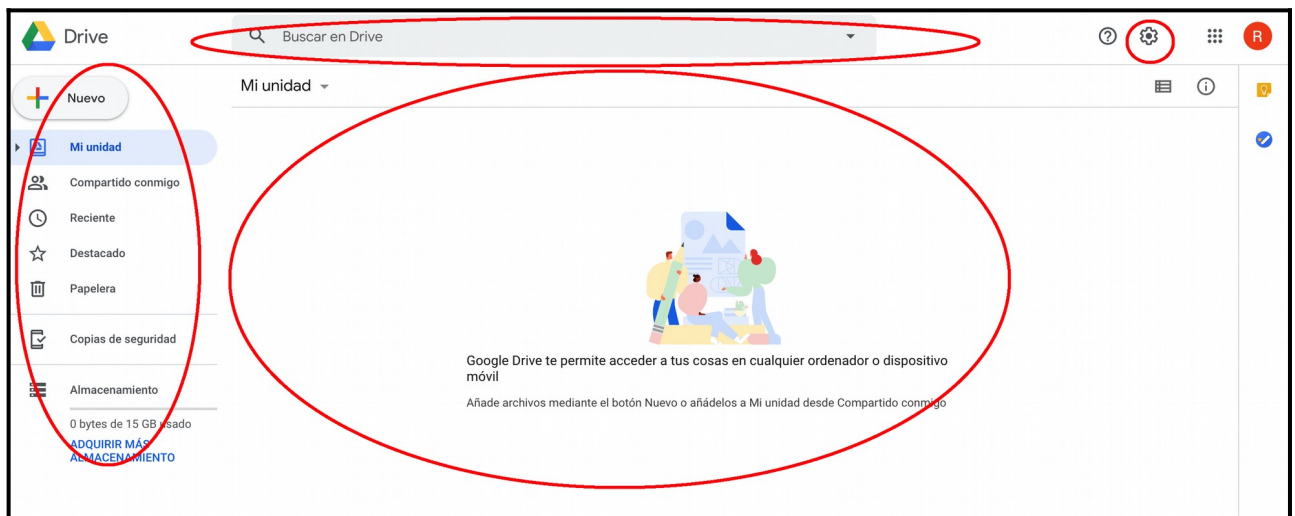 Drive
Buscar en Drive
R
Nuevo
Mi unidad
Mi unidad
Compartido conmigo
Reciente
Destacado
Papelera
Copias de seguridad
Almacenamiento
0 bytes de 15 GB usado
ADQUIRIR MÁS
ALMACENAMIENTO
Google Drive te permite acceder a tus cosas en cualquier ordenador o dispositivo
móvil
Añade archivos mediante el botón Nuevo o añádelos a Mi unidad desde Compartido conmigo